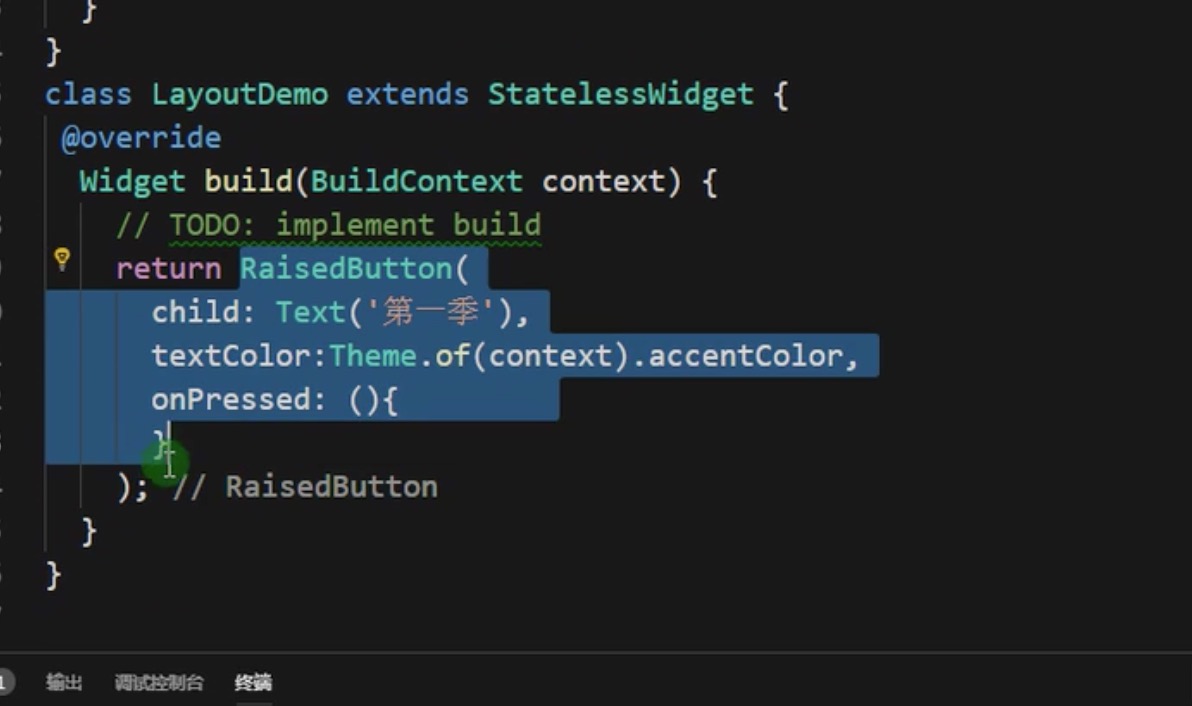 }
}
class LayoutDemo extends StatelessWidget {
@override
Widget build(BuildContext context) {
// TODO: implement build
return RaisedButton(
child: Text('第一季'),
textColor:Theme.of(context).accentColor,
onPressed: (){
}
); // RaisedButton
}
}
1 输出 调试控制台 终端